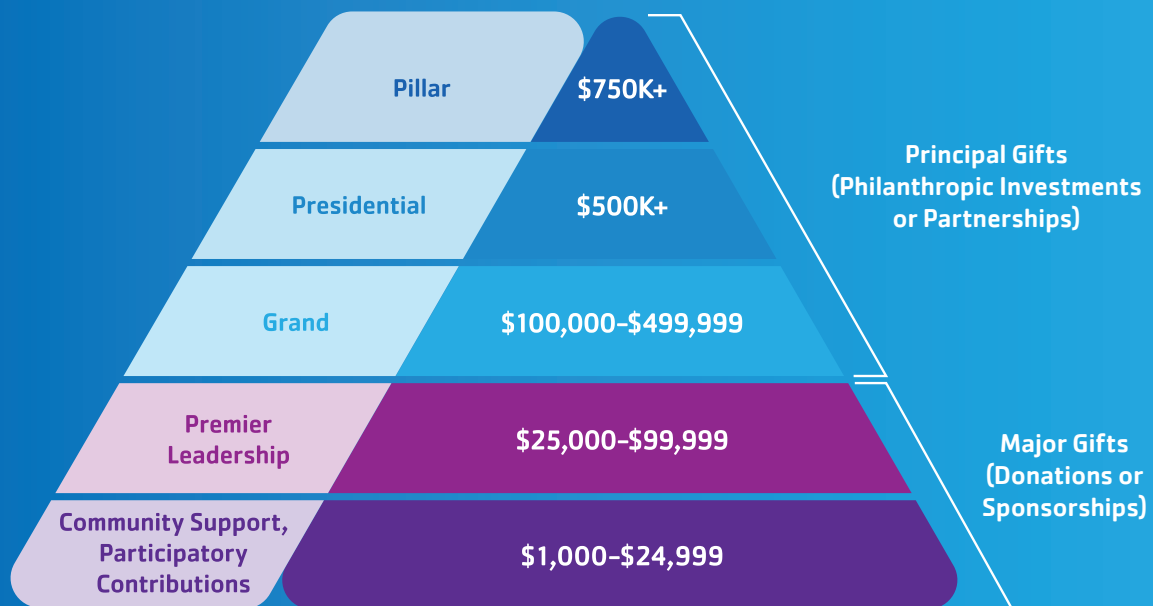 Pillar
$750K+
Presidential
$500K+
Grand
$100,000–$499,999
Principal Gifts
(Philanthropic Investments
or Partnerships)
Premier
Leadership
$25,000–$99,999
Community Support,
Participatory
Contributions
$1,000–$24,999
Major Gifts
(Donations or
Sponsorships)